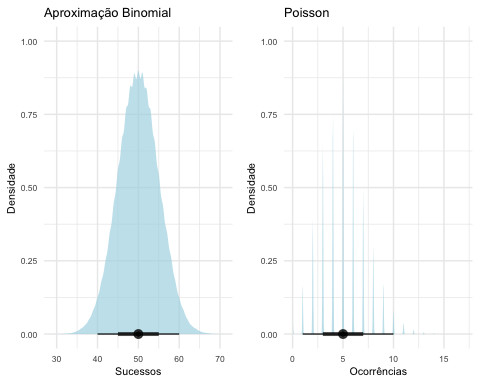 Aproximação Binomial
1.00
0.75
0.50
0.25
0.00
Densidade
30 40 50 60 70
Sucessos
Poisson
1.00
0.75
0.50
0.25
0.00
Densidade
0 5 10 15
Ocorrências